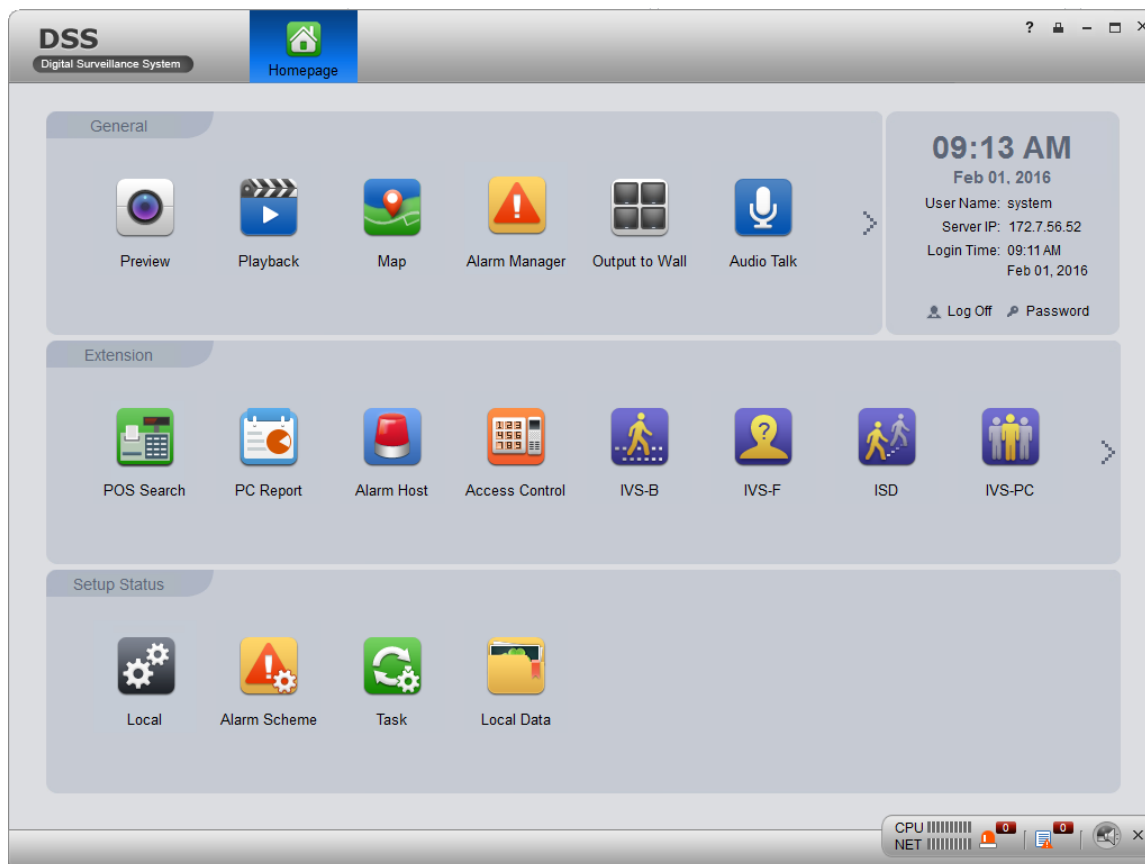 DSS
Digital Surveillance System
Homepage
?
General
Preview
Playback
Map
Alarm Manager
Output to Wall
Audio Talk
09:13 AM
Feb 01, 2016
User Name: system
Server IP: 172.7.56.52
Login Time: 09:11 AM
Feb 01, 2016
Log Off
Password
Extension
123
456
789
?
POS Search
PC Report
Alarm Host
Access Control
IVS-B
IVS-F
ISD
IVS-PC
Setup Status
Local
Alarm Scheme
Task
Local Data
CPU
NET
0
0